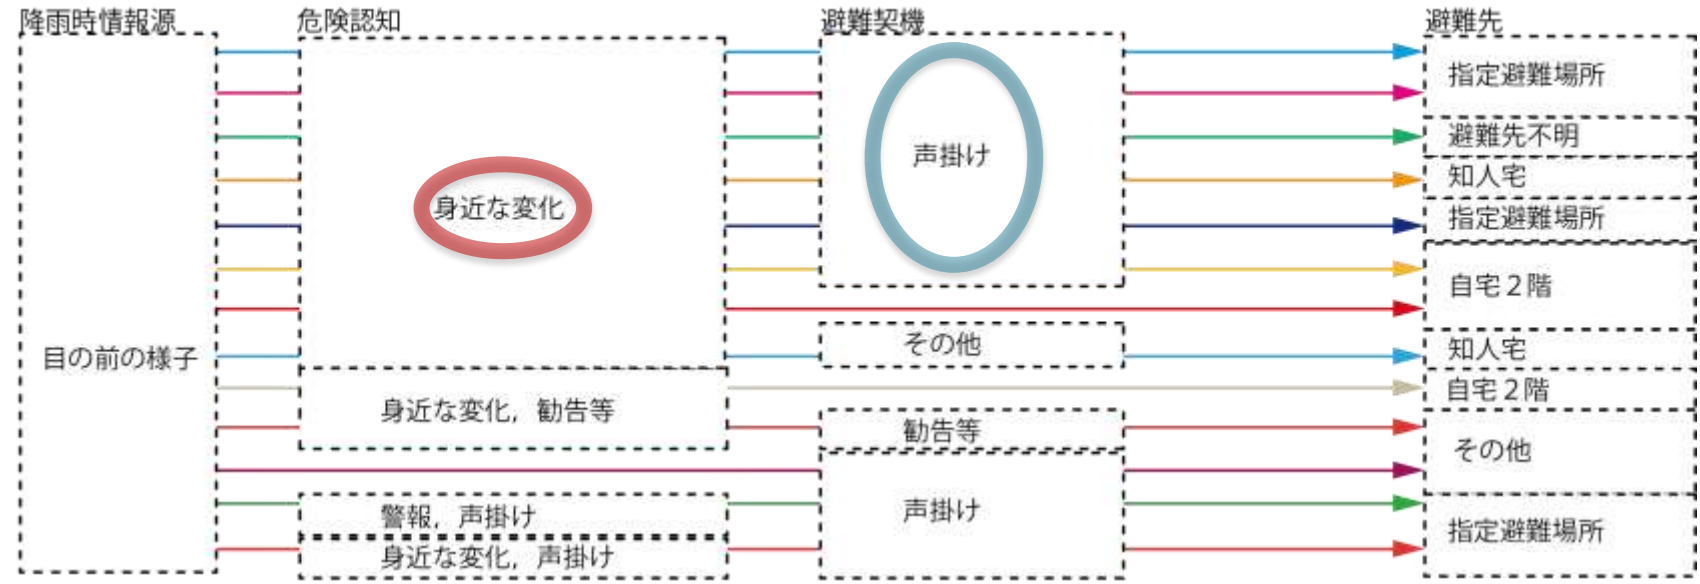 降雨時情報源
危険認知
避難契機
避難先
目の前の様子
身近な変化
身近な変化，勧告等
警報，声掛け
身近な変化，声掛け
声掛け
その他
勧告等
声掛け
指定避難場所
避難先不明
知人宅
指定避難場所
自宅２階
知人宅
自宅２階
その他
指定避難場所